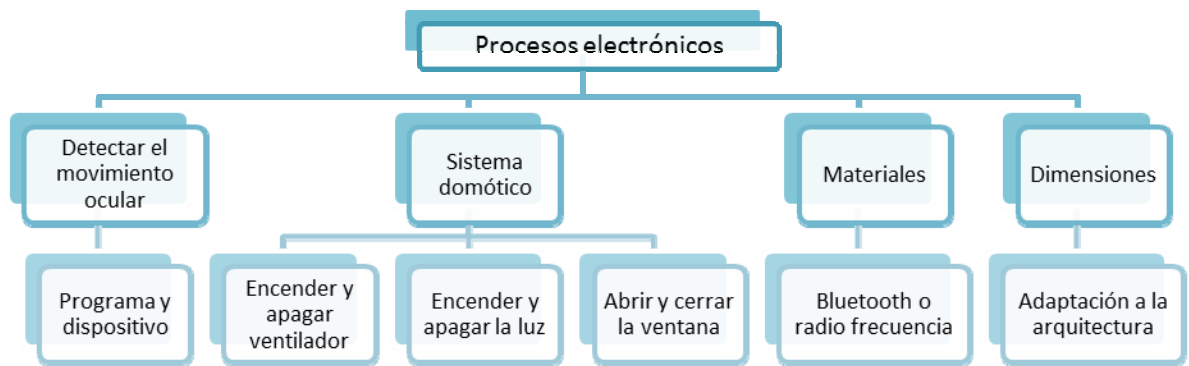 Procesos electrónicos
Detectar el
movimiento
ocular
Sistema
domótico
Materiales
Dimensiones
Programa y
dispositivo
Encender y
apagar
ventilador
Encender y
apagar la luz
Abrir y cerrar
la ventana
Bluetooth o
radio frecuencia
Adaptación a la
arquitectura